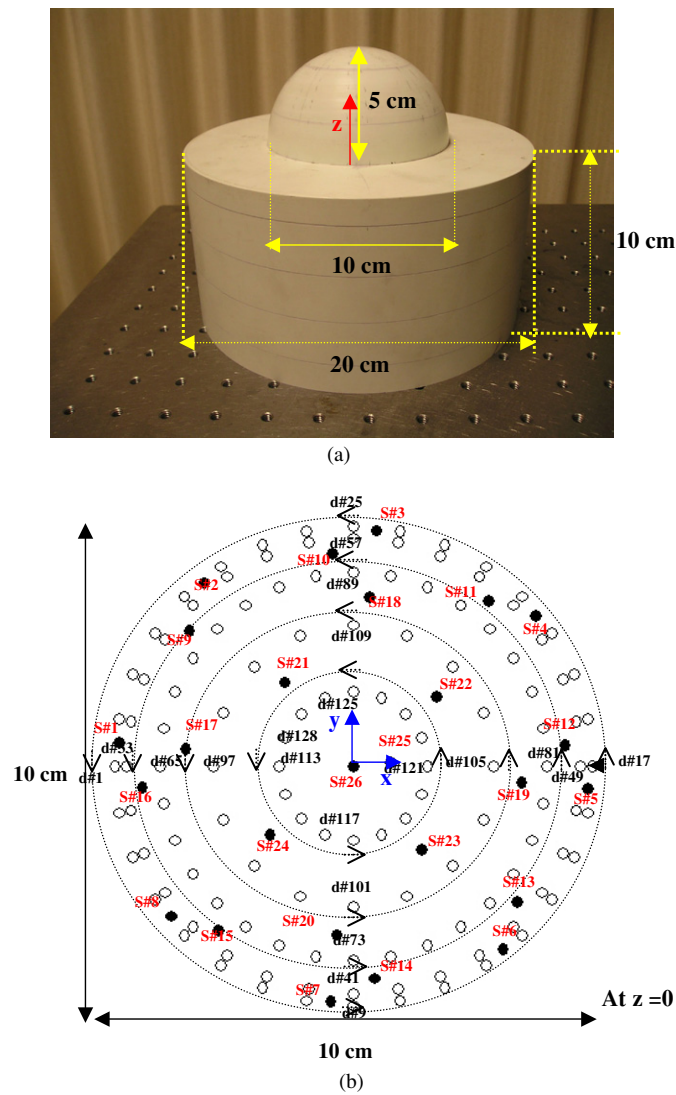 5 cm
z
10 cm
10 cm
20 cm
(a)
d#25
S#3
d#57
S#10
S#2
d#89
S#18
S#11
S#4
S#9
d#109
S#21
S#22
d#125
S#1
S#17
d#128
y
S#25
S#12
d#33
d#65
d#97
d#113
d#121
d#105
d#81
d#17
10 cm
d#1
S#26
x
d#49
S#16
S#19
S#5
d#117
S#24
S#23
d#101
S#13
S#8
S#15
S#20
d#73
S#6
S#14
d#41
S#7
d#9
At z =0
10 cm
(b)